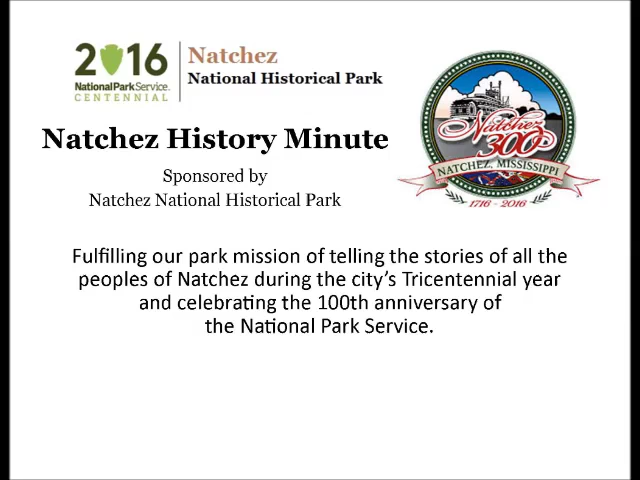 2016
National Park Service
CENTENNIAL
Natchez
National Historical Park
Natchez History Minute
Sponsored by
Natchez National Historical Park
Natchez
300
NATCHEZ, MISSISSIPPI
1716 - 2016
Fulfilling our park mission of telling the stories of all the
peoples of Natchez during the city's Tricentennial year
and celebrating the 100th anniversary of
the National Park Service.